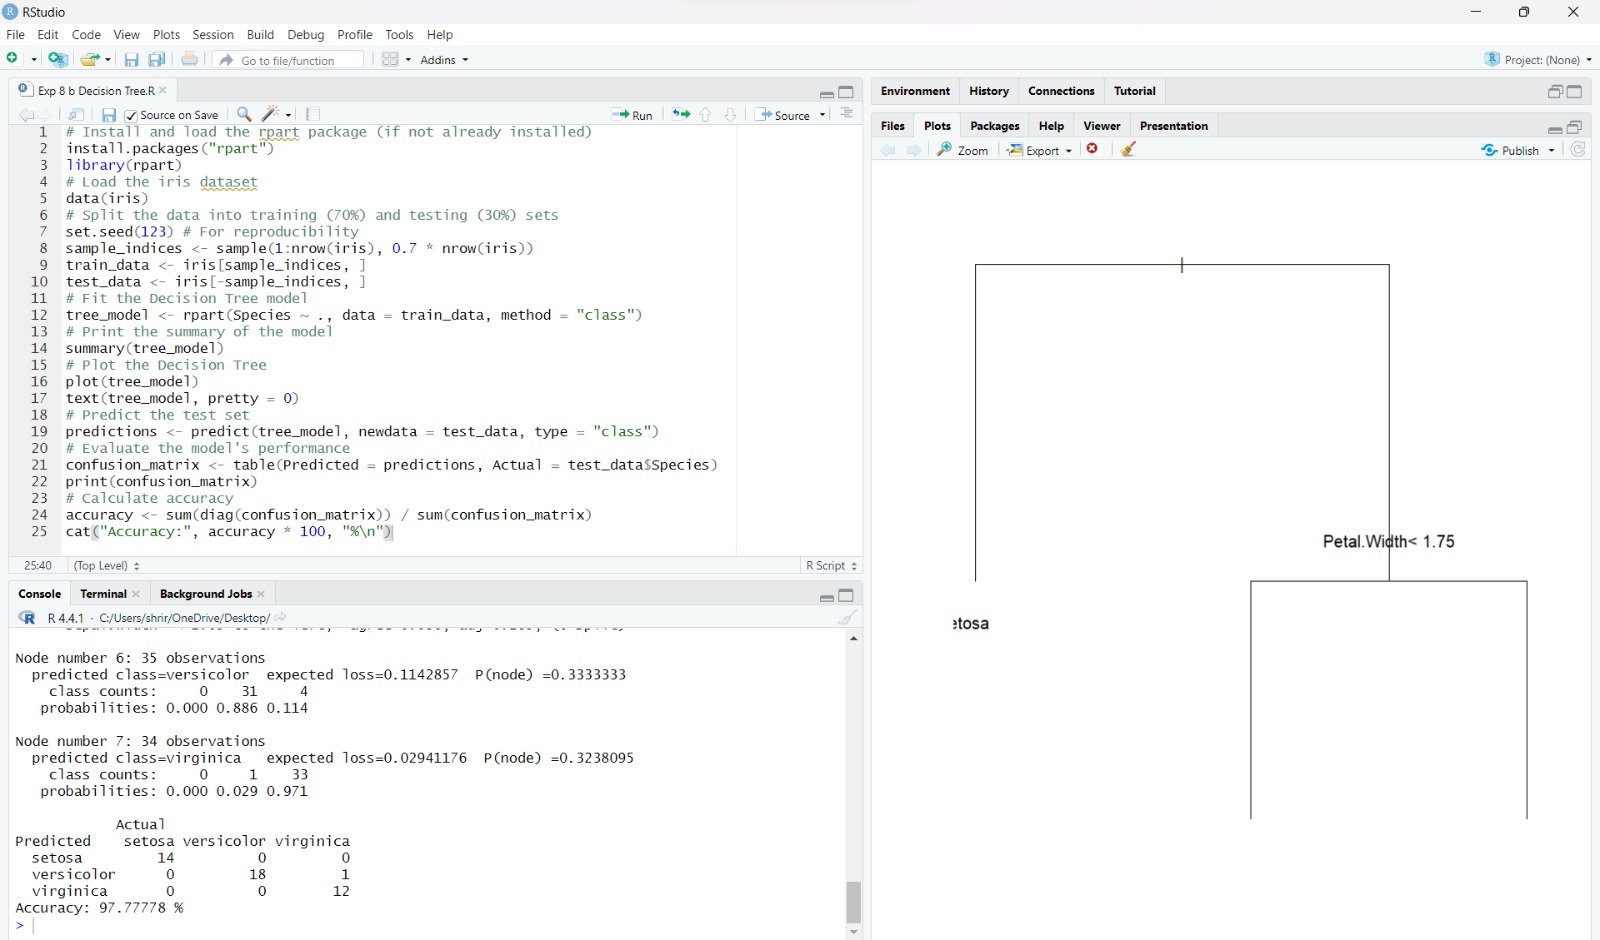 RStudio
File Edit Code View Plots Session Build Debug Profile Tools Help
Go to file/function Addins Project: (None)
Exp 8 b Decision Tree.R
Source on Save Run Source
1 # Install and load the rpart package (if not already installed)
2 install.packages("rpart")
3 library(rpart)
4 # Load the iris dataset
5 data(iris)
6 # Split the data into training (70%) and testing (30%) sets
7 set.seed(123) # For reproducibility
8 sample_indices <- sample(1:nrow(iris), 0.7 * nrow(iris))
9 train_data <- iris[sample_indices, ]
10 test_data <- iris[-sample_indices, ]
11 # Fit the Decision Tree model
12 tree_model <- rpart(Species ~ ., data = train_data, method = "class")
13 # Print the summary of the model
14 summary(tree_model)
15 # Plot the Decision Tree
16 plot(tree_model)
17 text(tree_model, pretty = 0)
18 # Predict the test set
19 predictions <- predict(tree_model, newdata = test_data, type = "class")
20 # Evaluate the model's performance
21 confusion_matrix <- table(Predicted = predictions, Actual = test_data$Species)
22 print(confusion_matrix)
23 # Calculate accuracy
24 accuracy <- sum(diag(confusion_matrix)) / sum(confusion_matrix)
25 cat("Accuracy:", accuracy * 100, "%\n")
25:40 (Top Level) R Script
Console Terminal Background Jobs
R 4.4.1 · C:/Users/shrir/OneDrive/Desktop/
Node number 6: 35 observations
predicted class=versicolor expected loss=0.1142857 P(node) =0.3333333
class counts: 0 31 4
probabilities: 0.000 0.886 0.114
Node number 7: 34 observations
predicted class=virginica expected loss=0.02941176 P(node) =0.3238095
class counts: 0 1 33
probabilities: 0.000 0.029 0.971
Actual
Predicted setosa versicolor virginica
setosa 14 0 0
versicolor 0 18 1
virginica 0 0 12
Accuracy: 97.77778 %
>
Environment History Connections Tutorial
Files Plots Packages Help Viewer Presentation
Zoom Export Publish
Petal.Width< 1.75
etosa